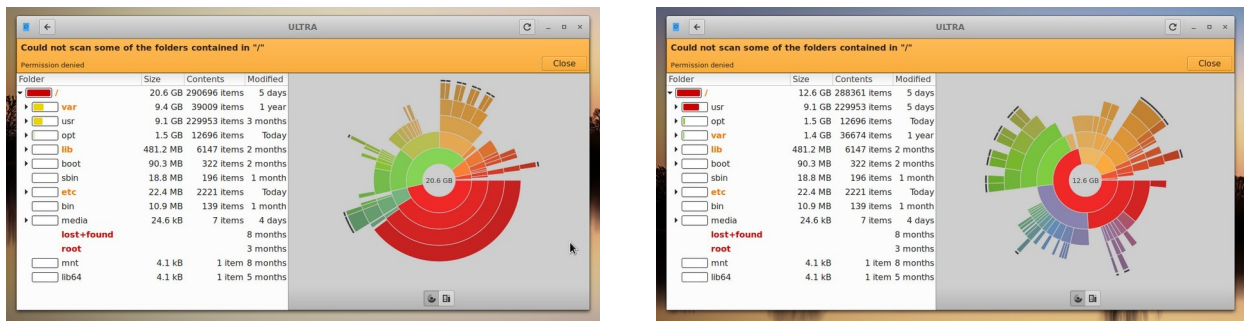 ULTRA
Could not scan some of the folders contained in "/"
Permission denied
Close
Folder Size Contents Modified
/ 20.6 GB 290696 items 5 days
var 9.4 GB 39009 items 1 year
usr 9.1 GB 229953 items 3 months
opt 1.5 GB 12696 items Today
lib 481.2 MB 6147 items 2 months
boot 90.3 MB 322 items 2 months
sbin 18.8 MB 196 items 1 month
etc 22.4 MB 2221 items Today
bin 10.9 MB 139 items 1 month
media 24.6 kB 7 items 4 days
lost+found 8 months
root 3 months
mnt 4.1 kB 1 item 8 months
lib64 4.1 kB 1 item 5 months
20.6 GB
ULTRA
Could not scan some of the folders contained in "/"
Permission denied
Close
Folder Size Contents Modified
/ 12.6 GB 288361 items 5 days
usr 9.1 GB 229953 items 5 days
opt 1.5 GB 12696 items Today
var 1.4 GB 36674 items 1 year
lib 481.2 MB 6147 items 2 months
boot 90.3 MB 322 items 2 months
sbin 18.8 MB 196 items 1 month
etc 22.4 MB 2221 items Today
bin 10.9 MB 139 items 1 month
media 24.6 kB 7 items 4 days
lost+found 8 months
root 3 months
mnt 4.1 kB 1 item 8 months
lib64 4.1 kB 1 item 5 months
12.6 GB